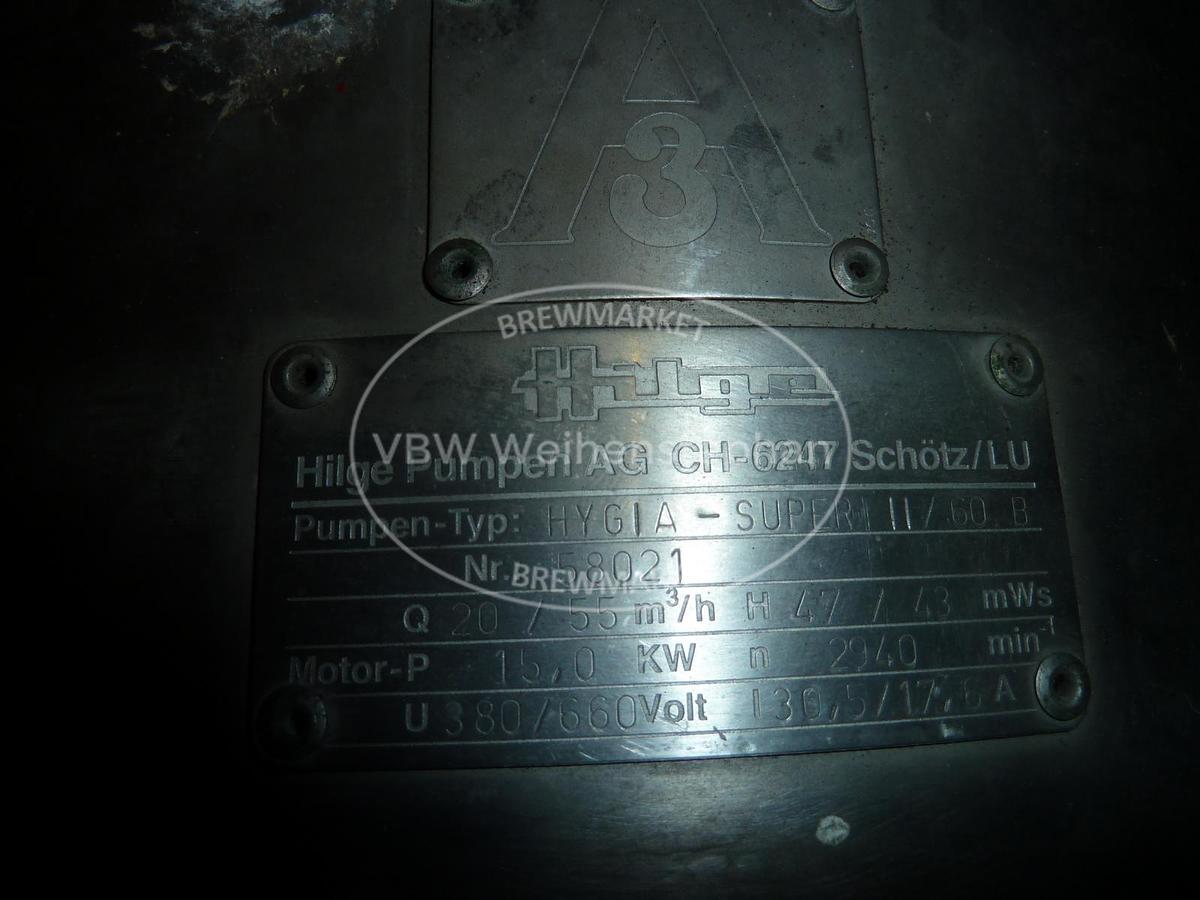 3
A
BREWMARKET
Hilge
VBW Weihenstephan
Hilge Pumpen AG CH-6247 Schötz/LU
Pumpen-Typ: HYGIA - SUPER I II/60 B
Nr. 58021
BREWMARKET
Q 20 / 55 m³/h H 47 / 43 mWs
Motor-P 15,0 KW n 2940 min⁻¹
U 380/660 Volt I 30,5/17,6 A